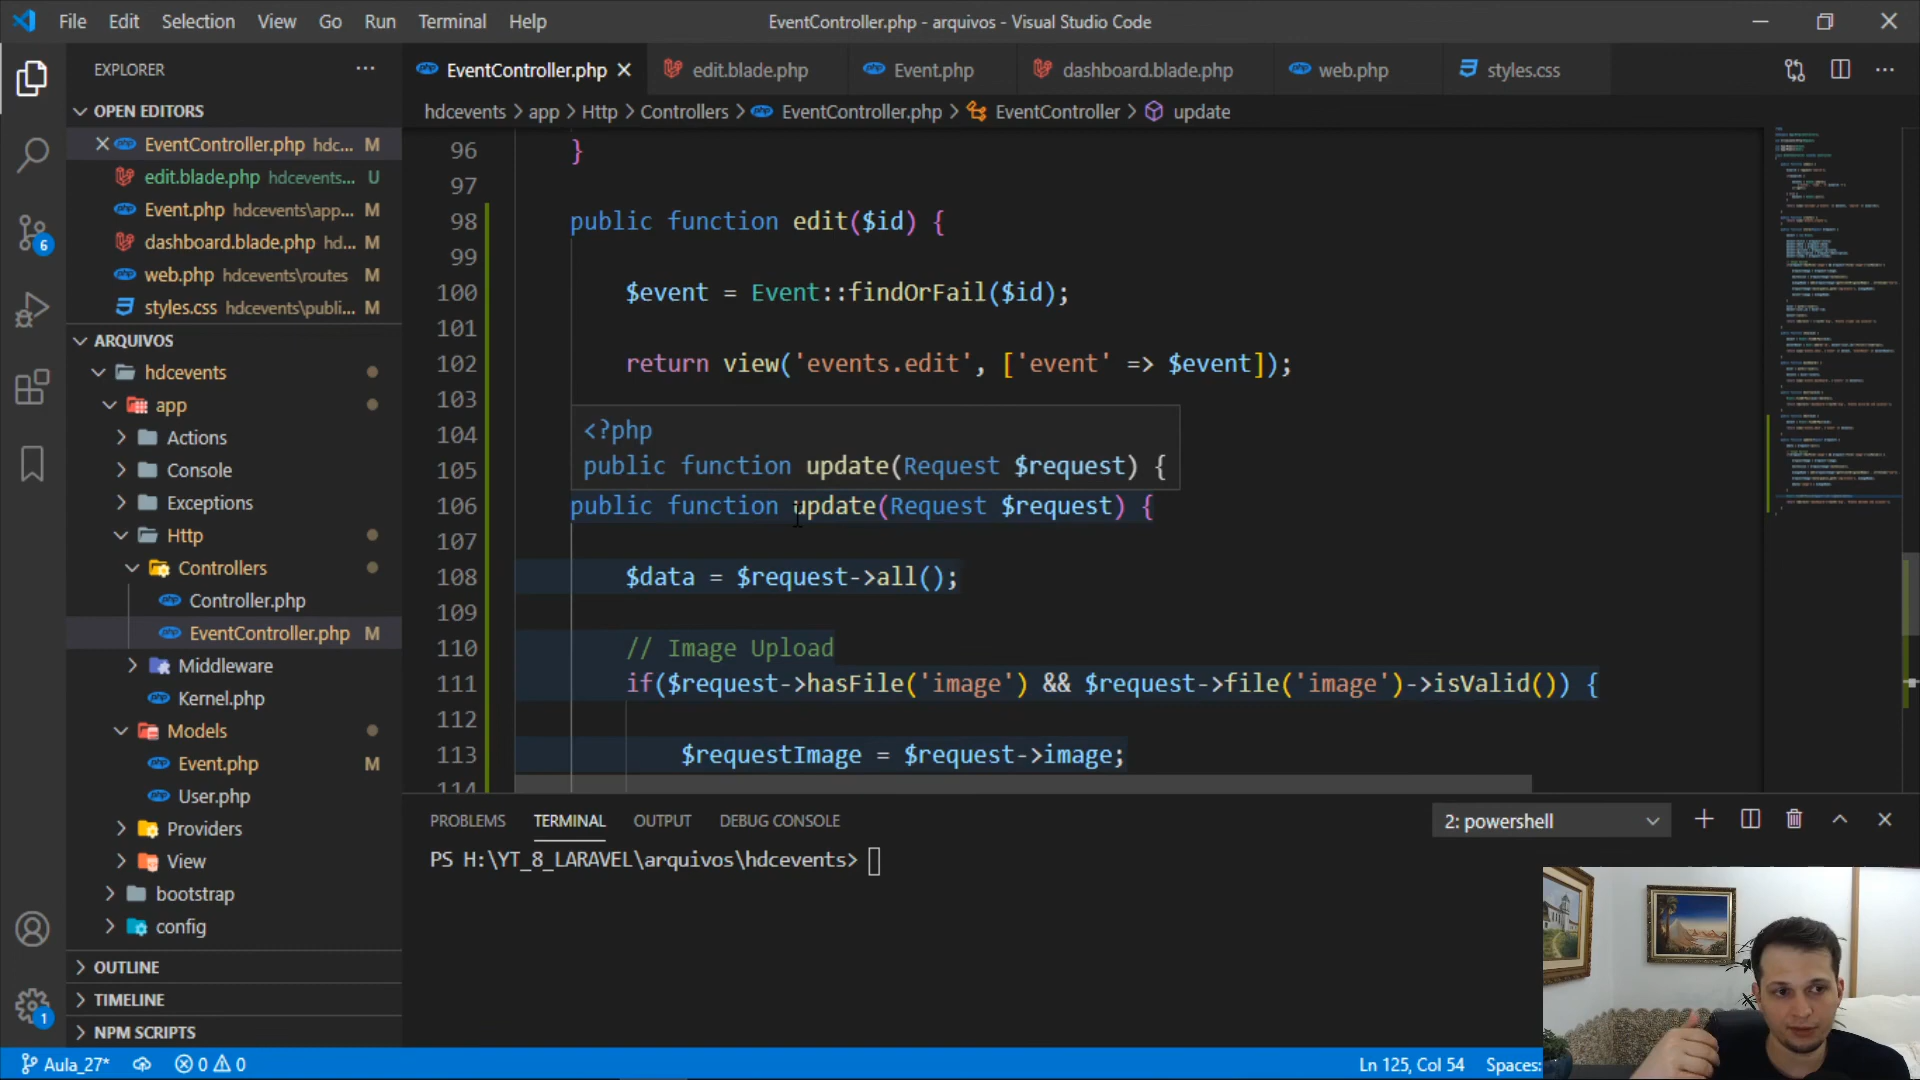 File Edit Selection View Go Run Terminal Help
EventController.php - arquivos - Visual Studio Code
EXPLORER
OPEN EDITORS
EventController.php hdc... M
edit.blade.php hdcevents... U
Event.php hdcevents\app... M
dashboard.blade.php hd... M
web.php hdcevents\routes M
styles.css hdcevents\publi... M
ARQUIVOS
hdcevents
app
Actions
Console
Exceptions
Http
Controllers
Controller.php
EventController.php M
Middleware
Kernel.php
Models
Event.php M
User.php
Providers
View
bootstrap
config
OUTLINE
TIMELINE
NPM SCRIPTS
EventController.php edit.blade.php Event.php dashboard.blade.php web.php styles.css
hdcevents > app > Http > Controllers > EventController.php > EventController > update
96 }
97
98 public function edit($id) {
99
100 $event = Event::findOrFail($id);
101
102 return view('events.edit', ['event' => $event]);
103
104 <?php
105 public function update(Request $request) {
106 public function update(Request $request) {
107
108 $data = $request->all();
109
110 // Image Upload
111 if($request->hasFile('image') && $request->file('image')->isValid()) {
112
113 $requestImage = $request->image;
114
PROBLEMS TERMINAL OUTPUT DEBUG CONSOLE
2: powershell
PS H:\YT_8_LARAVEL\arquivos\hdcevents>
6
1
Aula_27* 0 0
Ln 125, Col 54 Spaces: